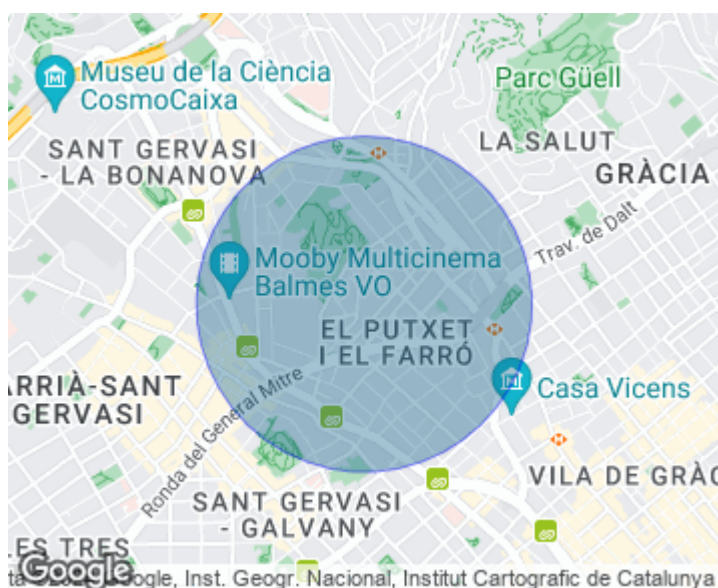 Museu de la Ciència
CosmoCaixa
Parc Güell
SANT GERVASI
- LA BONANOVA
LA SALUT
GRÀCIA
Trav. de Dalt
Mooby Multicinema
Balmes VO
EL PUTXET
I EL FARRÓ
ARRIÀ-SANT
GERVASI
Ronda del General Mitre
Casa Vicens
SANT GERVASI
- GALVANY
VILA DE GRÀC
LES TRES
Google
Google, Inst. Geogr. Nacional, Institut Cartografic de Catalunya